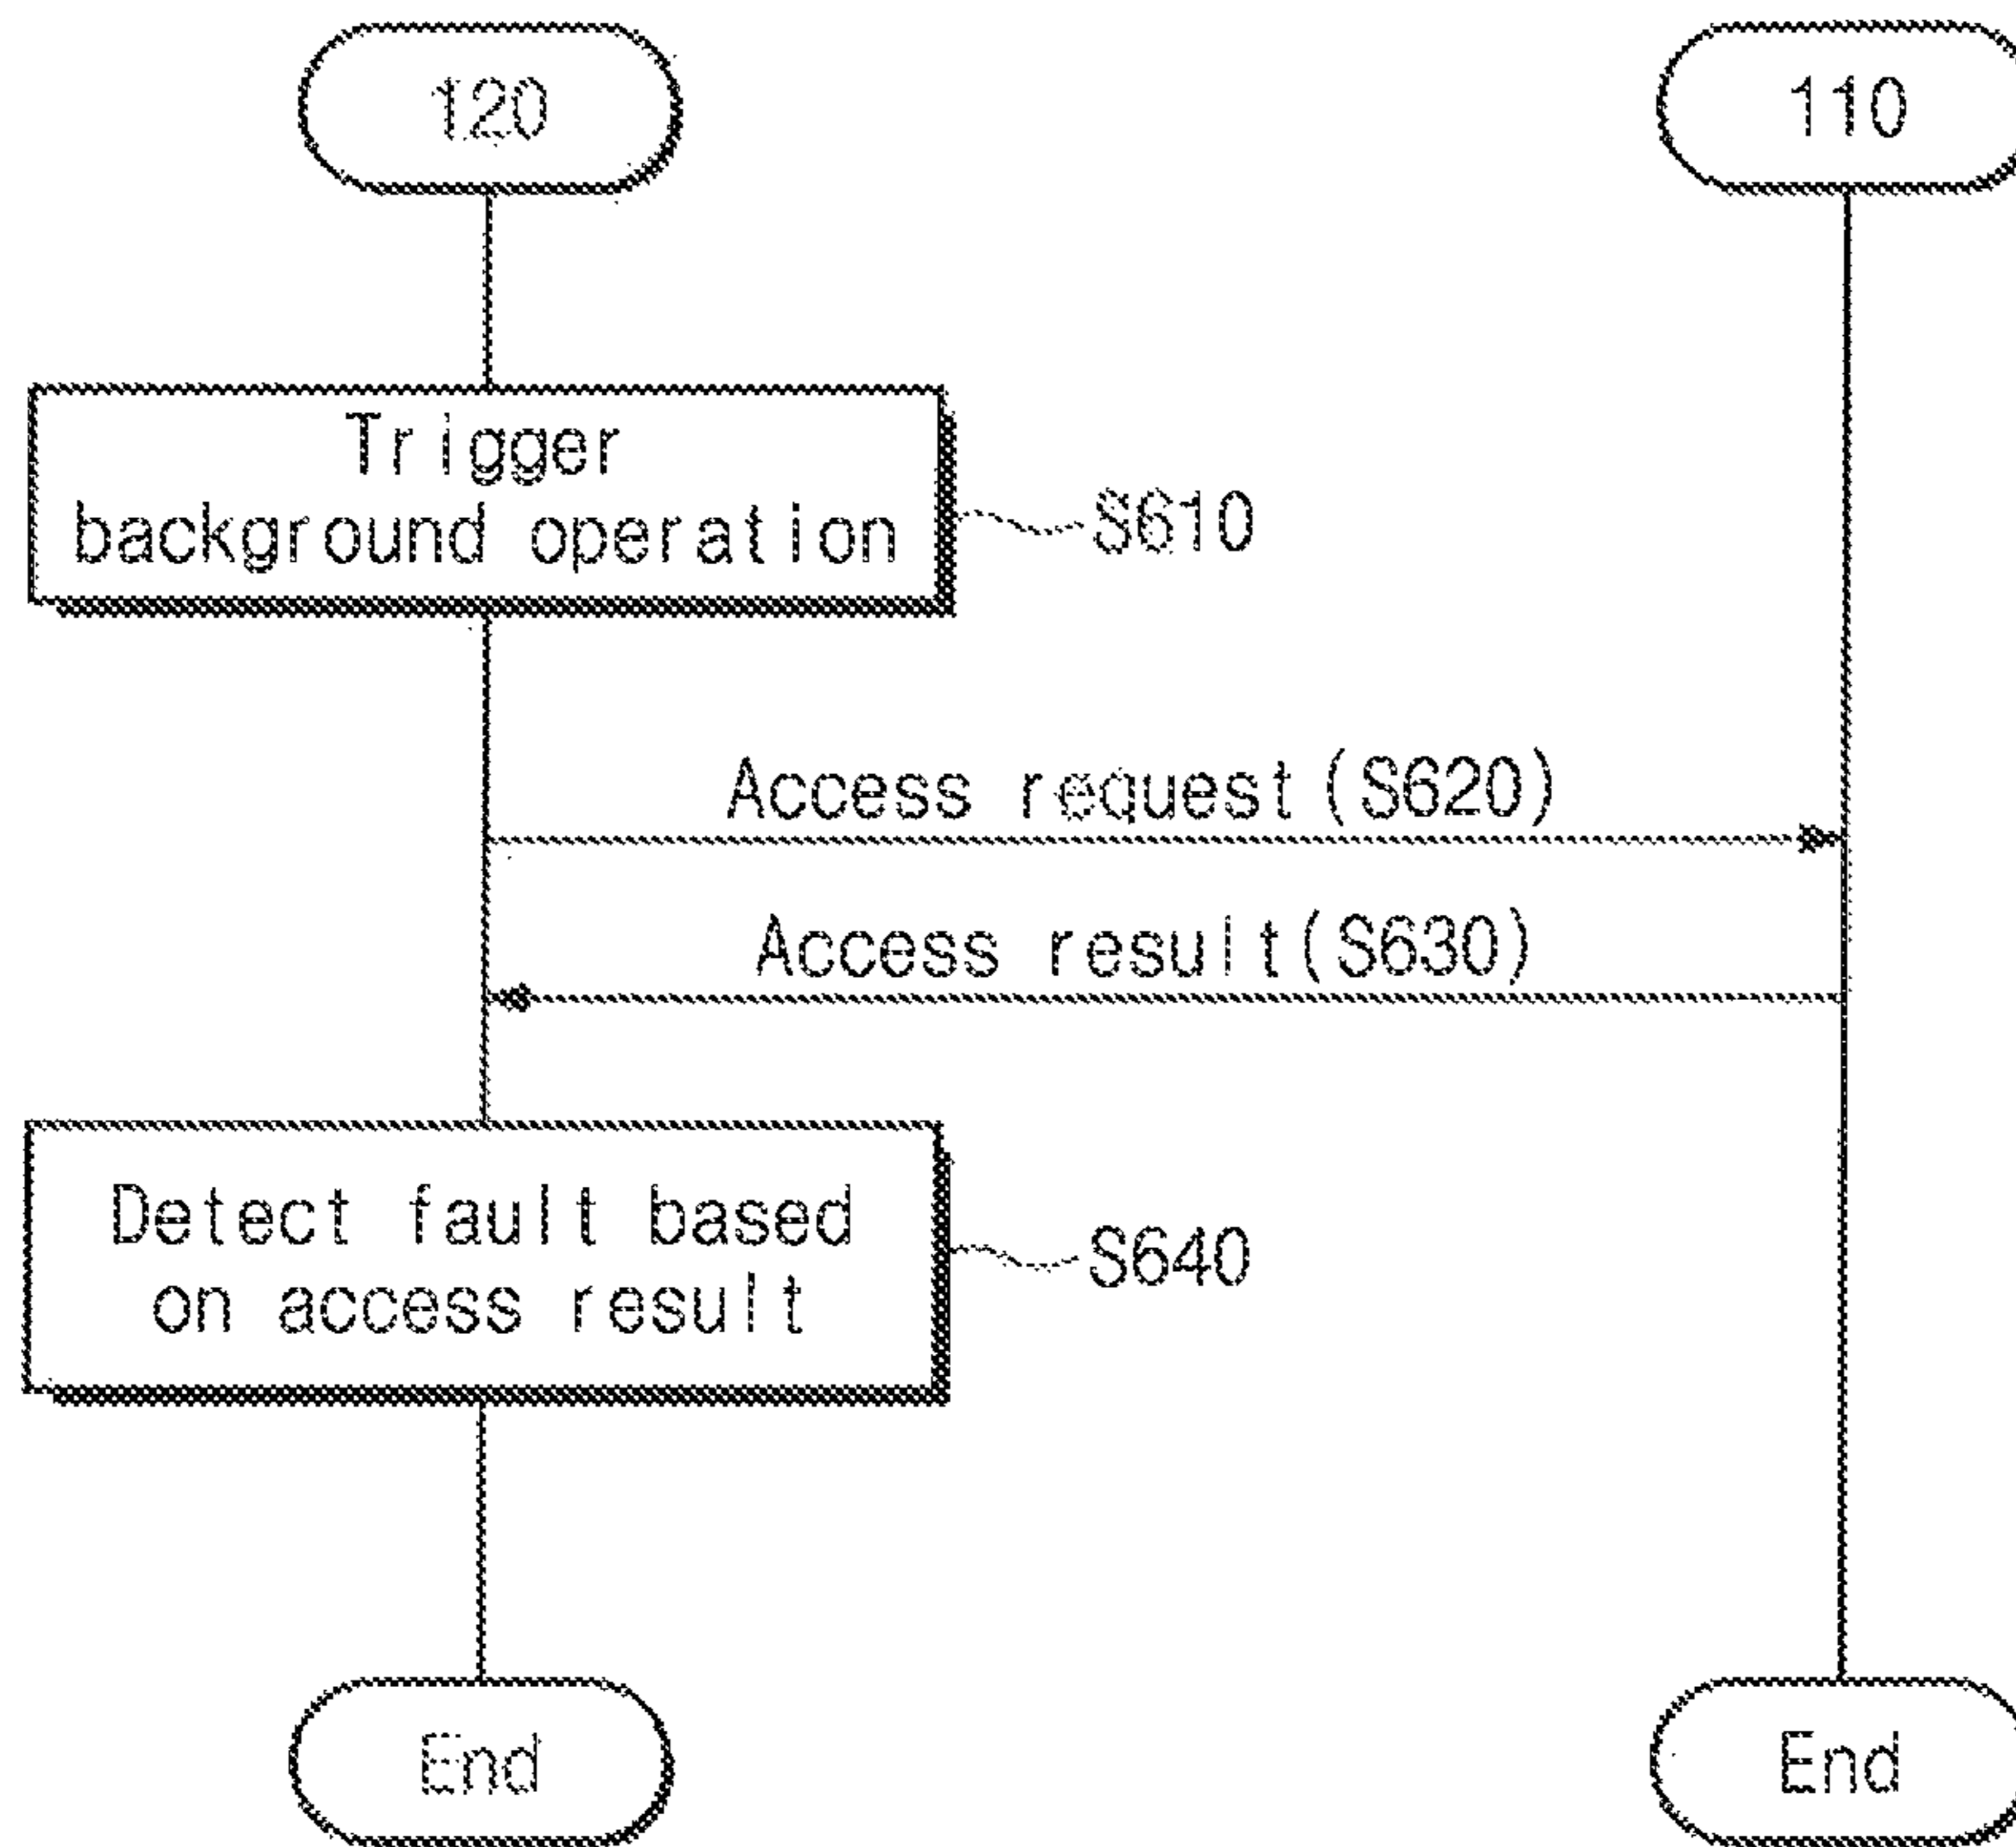 120
110
Trigger
background operation
S610
Access request(S620)
Access result(S630)
Detect fault based
on access result
S640
End
End